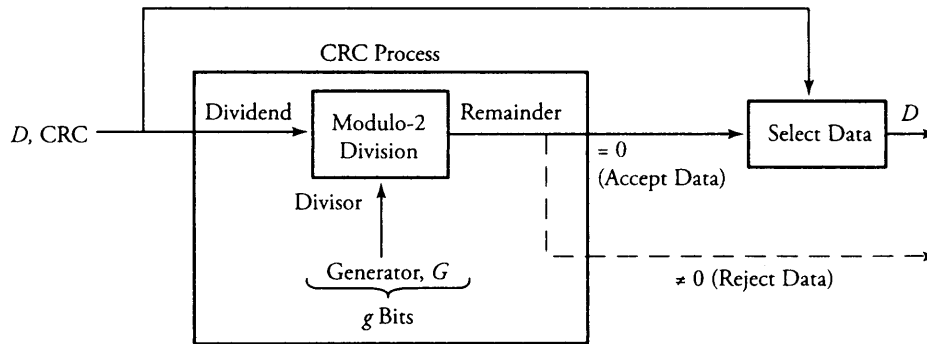 CRC Process
D, CRC
Dividend
Modulo-2
Division
Remainder
Select Data
D
= 0
(Accept Data)
Divisor
Generator, G
g Bits
≠ 0 (Reject Data)